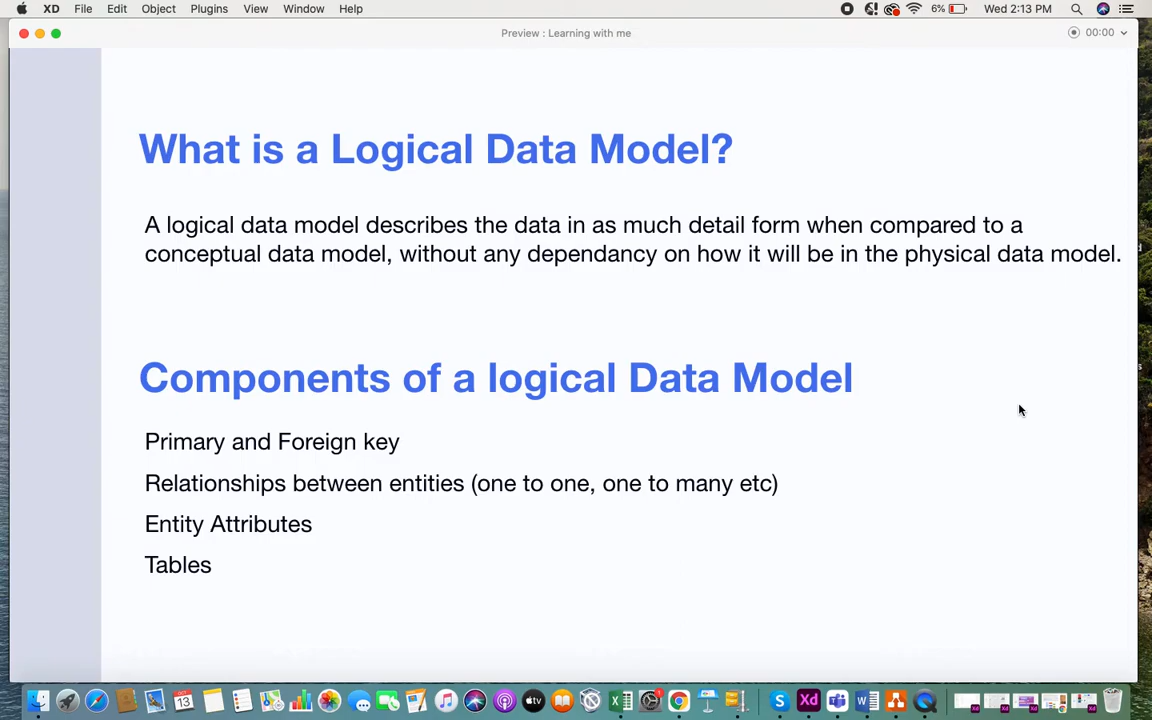 XD File Edit Object Plugins View Window Help 6% Wed 2:13 PM
Preview : Learning with me 00:00
What is a Logical Data Model?
A logical data model describes the data in as much detail form when compared to a
conceptual data model, without any dependancy on how it will be in the physical data model.
Components of a logical Data Model
Primary and Foreign key
Relationships between entities (one to one, one to many etc)
Entity Attributes
Tables
13 tv S Xd W